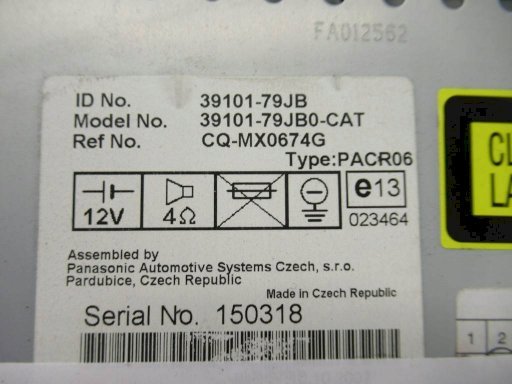 FA012562
ID No. 39101-79JB
Model No. 39101-79JB0-CAT
Ref No. CQ-MX0674G
Type:PACR06
12V 4Ω e13
023464
Assembled by
Panasonic Automotive Systems Czech, s.r.o.
Pardubice, Czech Republic
Made in Czech Republic
Serial No. 150318
CL
LA
1 2